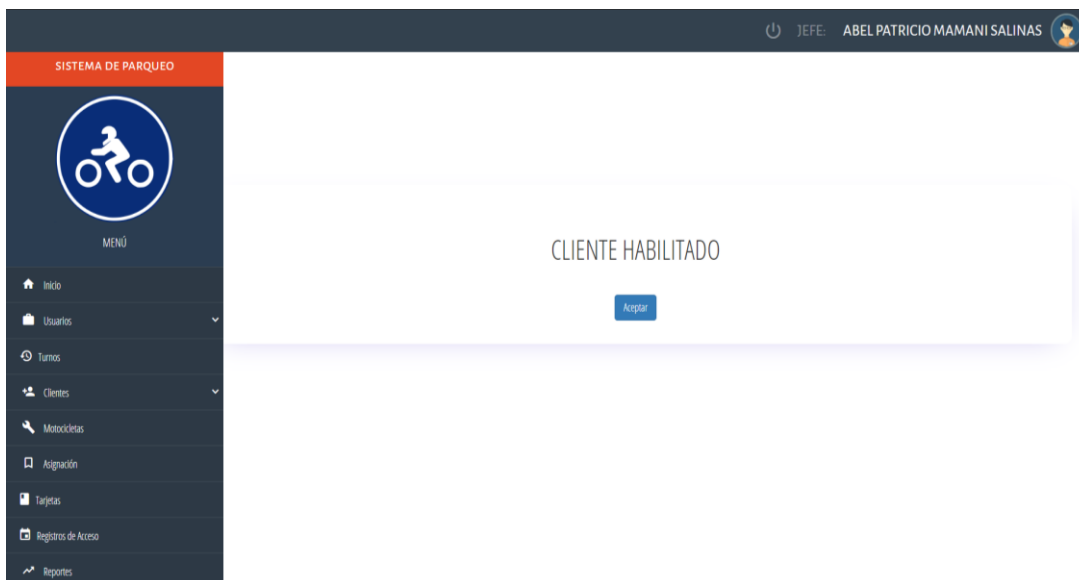 JEFE: ABEL PATRICIO MAMANI SALINAS
SISTEMA DE PARQUEO
MENÚ
Inicio
Usuarios
Turnos
Clientes
Motocicletas
Asignación
Tarjetas
Registros de Acceso
Reportes
CLIENTE HABILITADO
Aceptar